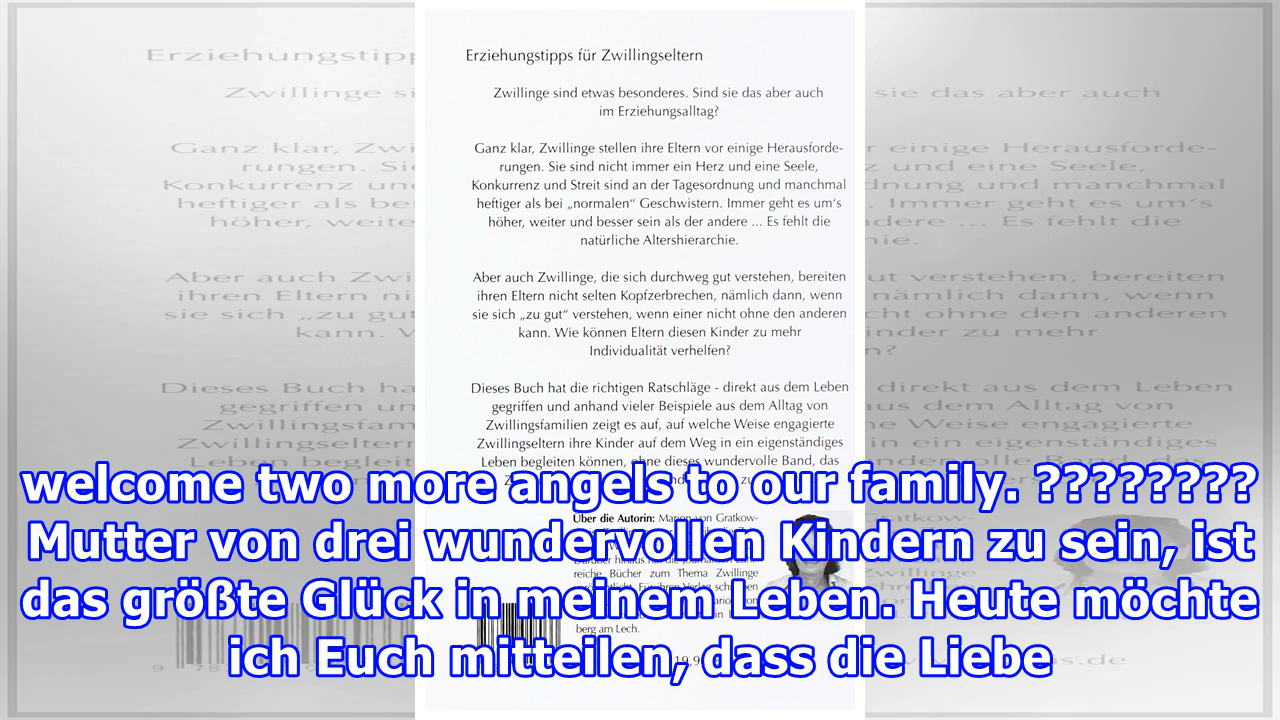 Erziehungstipps für Zwillingseltern
Zwillinge sind etwas besonderes. Sind sie das aber auch
im Erziehungsalltag?
Ganz klar, Zwillinge stellen ihre Eltern vor einige Herausforde-
rungen. Sie sind nicht immer ein Herz und eine Seele,
Konkurrenz und Streit sind an der Tagesordnung und manchmal
heftiger als bei „normalen“ Geschwistern. Immer geht es um's
höher, weiter und besser sein als der andere ... Es fehlt die
natürliche Altershierarchie.
Aber auch Zwillinge, die sich durchweg gut verstehen, bereiten
ihren Eltern nicht selten Kopfzerbrechen, nämlich dann, wenn
sie sich „zu gut“ verstehen, wenn einer nicht ohne den anderen
kann. Wie können Eltern diesen Kinder zu mehr
Individualität verhelfen?
Dieses Buch hat die richtigen Ratschläge - direkt aus dem Leben
gegriffen und anhand vieler Beispiele aus dem Alltag von
Zwillingsfamilien zeigt es auf, auf welche Weise engagierte
Zwillingseltern ihre Kinder auf dem Weg in ein eigenständiges
Leben begleiten können, ohne dieses wundervolle Band, das
welcome two more angels to our family. ????????
Mutter von drei wundervollen Kindern zu sein, ist
das größte Glück in meinem Leben. Heute möchte
ich Euch mitteilen, dass die Liebe
Über die Autorin: Marion von Gratkow-
reiche Bücher zum Thema Zwillinge
berg am Lech.